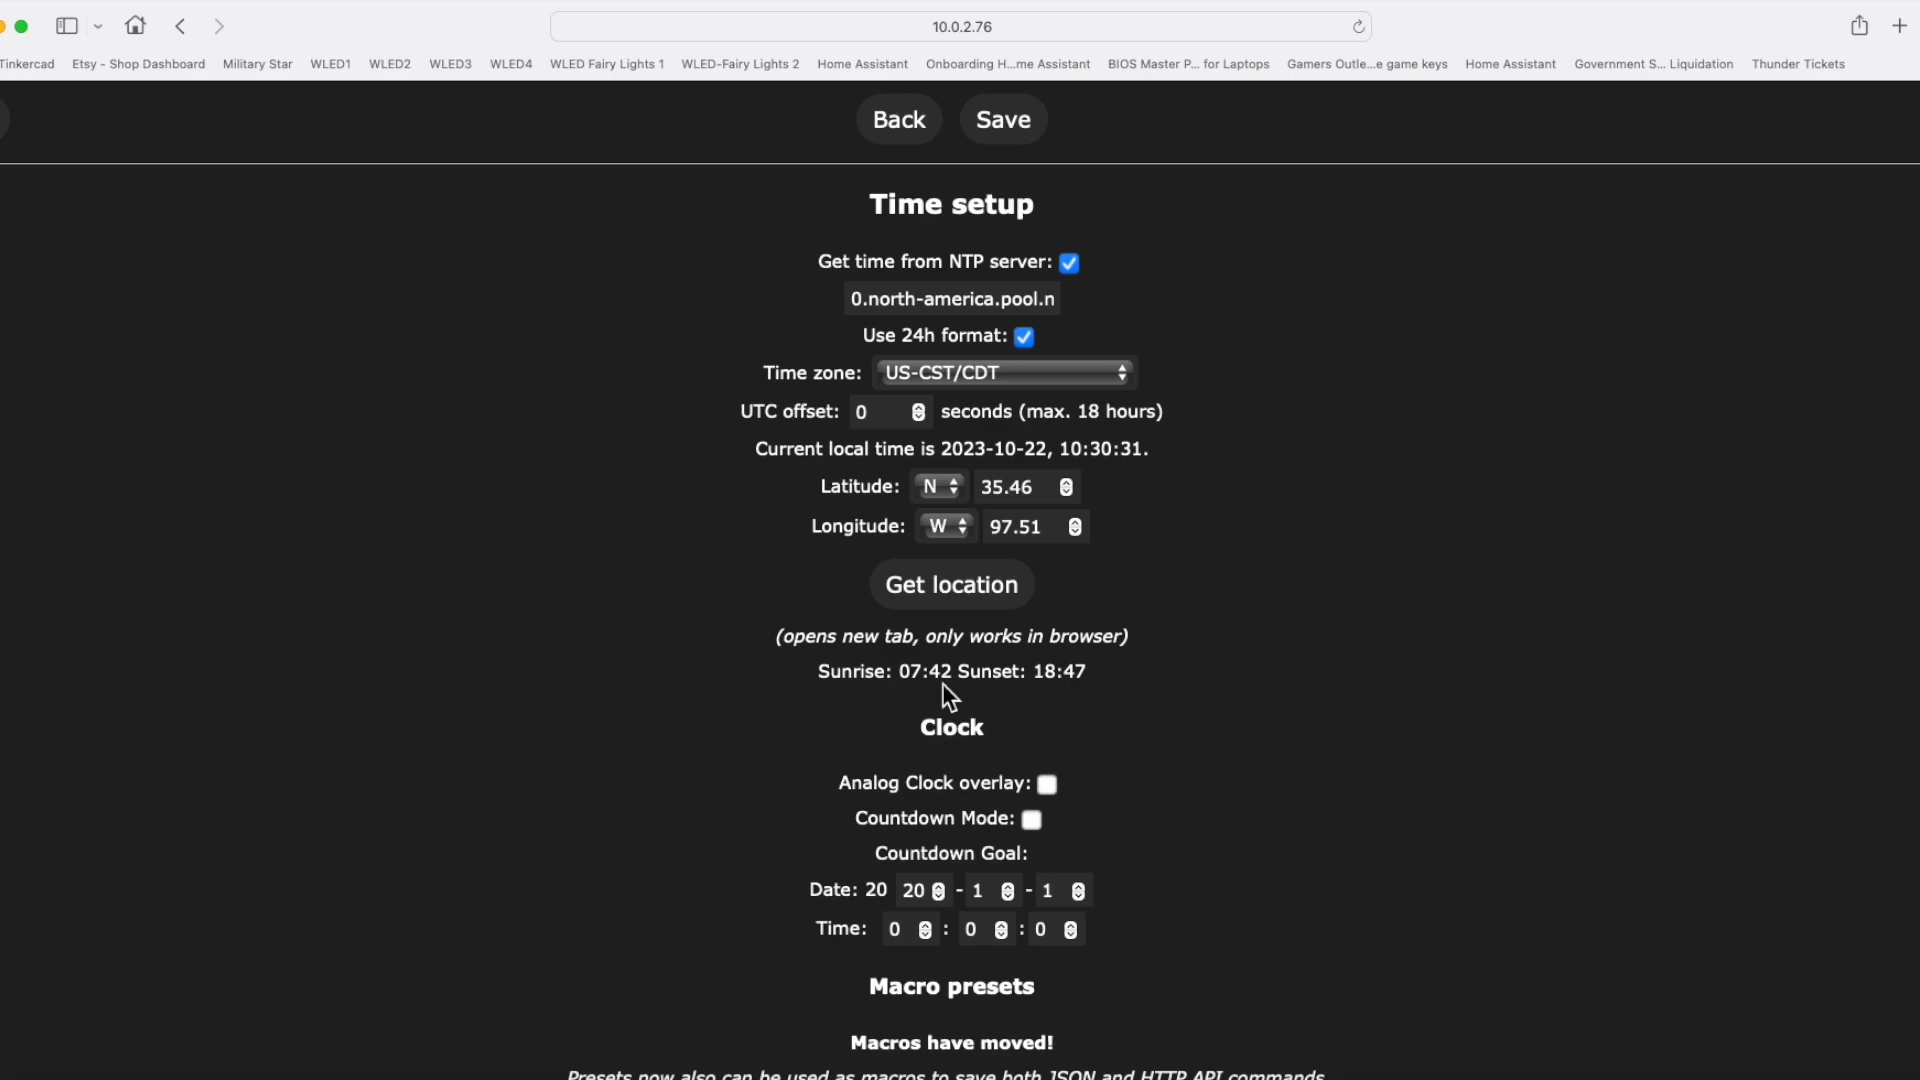 10.0.2.76
Tinkercad Etsy - Shop Dashboard Military Star WLED1 WLED2 WLED3 WLED4 WLED Fairy Lights 1 WLED-Fairy Lights 2 Home Assistant Onboarding H...me Assistant BIOS Master P... for Laptops Gamers Outle...e game keys Home Assistant Government S... Liquidation Thunder Tickets
Back Save
Time setup
Get time from NTP server:
0.north-america.pool.n
Use 24h format:
Time zone: US-CST/CDT
UTC offset: 0 seconds (max. 18 hours)
Current local time is 2023-10-22, 10:30:31.
Latitude: N 35.46
Longitude: W 97.51
Get location
(opens new tab, only works in browser)
Sunrise: 07:42 Sunset: 18:47
Clock
Analog Clock overlay:
Countdown Mode:
Countdown Goal:
Date: 20 20 - 1 - 1
Time: 0 : 0 : 0
Macro presets
Macros have moved!
Presets now also can be used as macros to save both JSON and HTTP API commands.